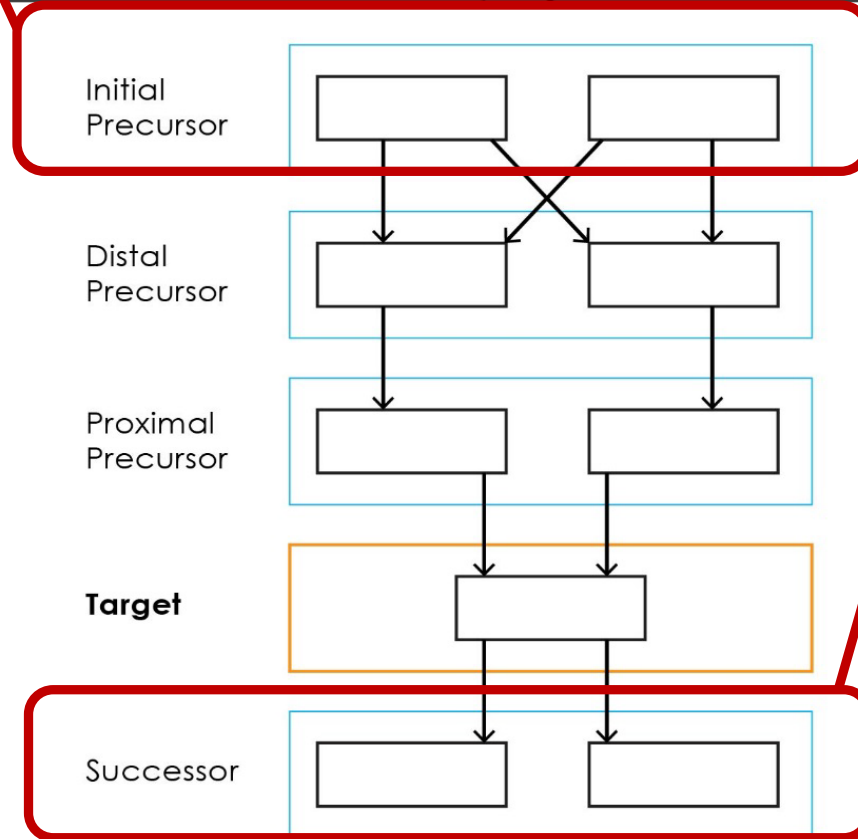 Initial
Precursor
Distal
Precursor
Proximal
Precursor
Target
Successor